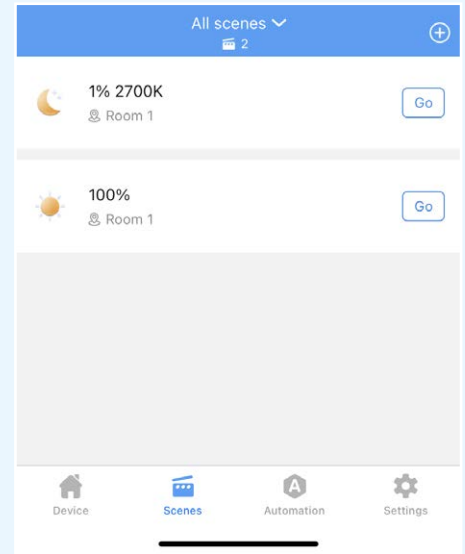 All scenes
2
1% 2700K
Room 1
Go
100%
Room 1
Go
Device
Scenes
A
Automation
Settings